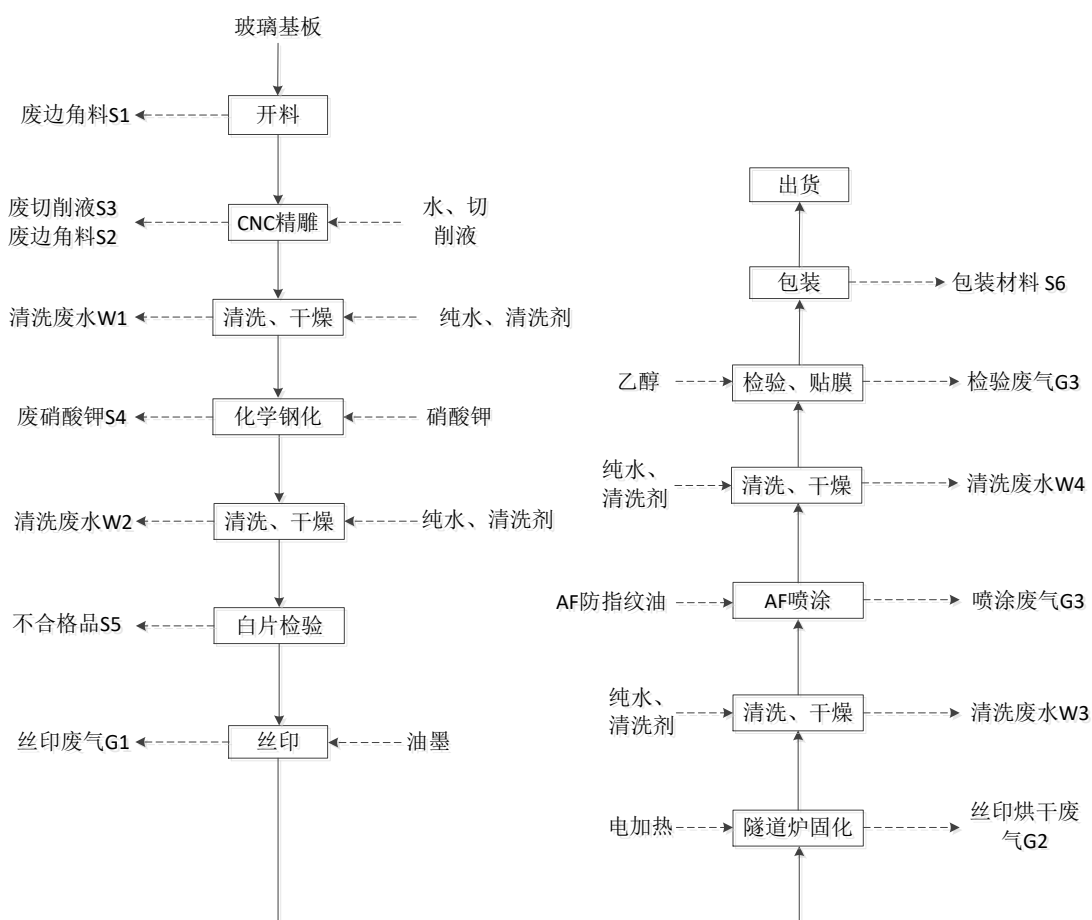 玻璃基板
废边角料S1
开料
废切削液S3
废边角料S2
CNC精雕
水、切
削液
清洗废水W1
清洗、干燥
纯水、清洗剂
废硝酸钾S4
化学钢化
硝酸钾
清洗废水W2
清洗、干燥
纯水、清洗剂
不合格品S5
白片检验
丝印废气G1
丝印
油墨
出货
包装
包装材料 S6
乙醇
检验、贴膜
检验废气G3
纯水、
清洗剂
清洗、干燥
清洗废水W4
AF防指纹油
AF喷涂
喷涂废气G3
纯水、
清洗剂
清洗、干燥
清洗废水W3
电加热
隧道炉固化
丝印烘干废
气G2